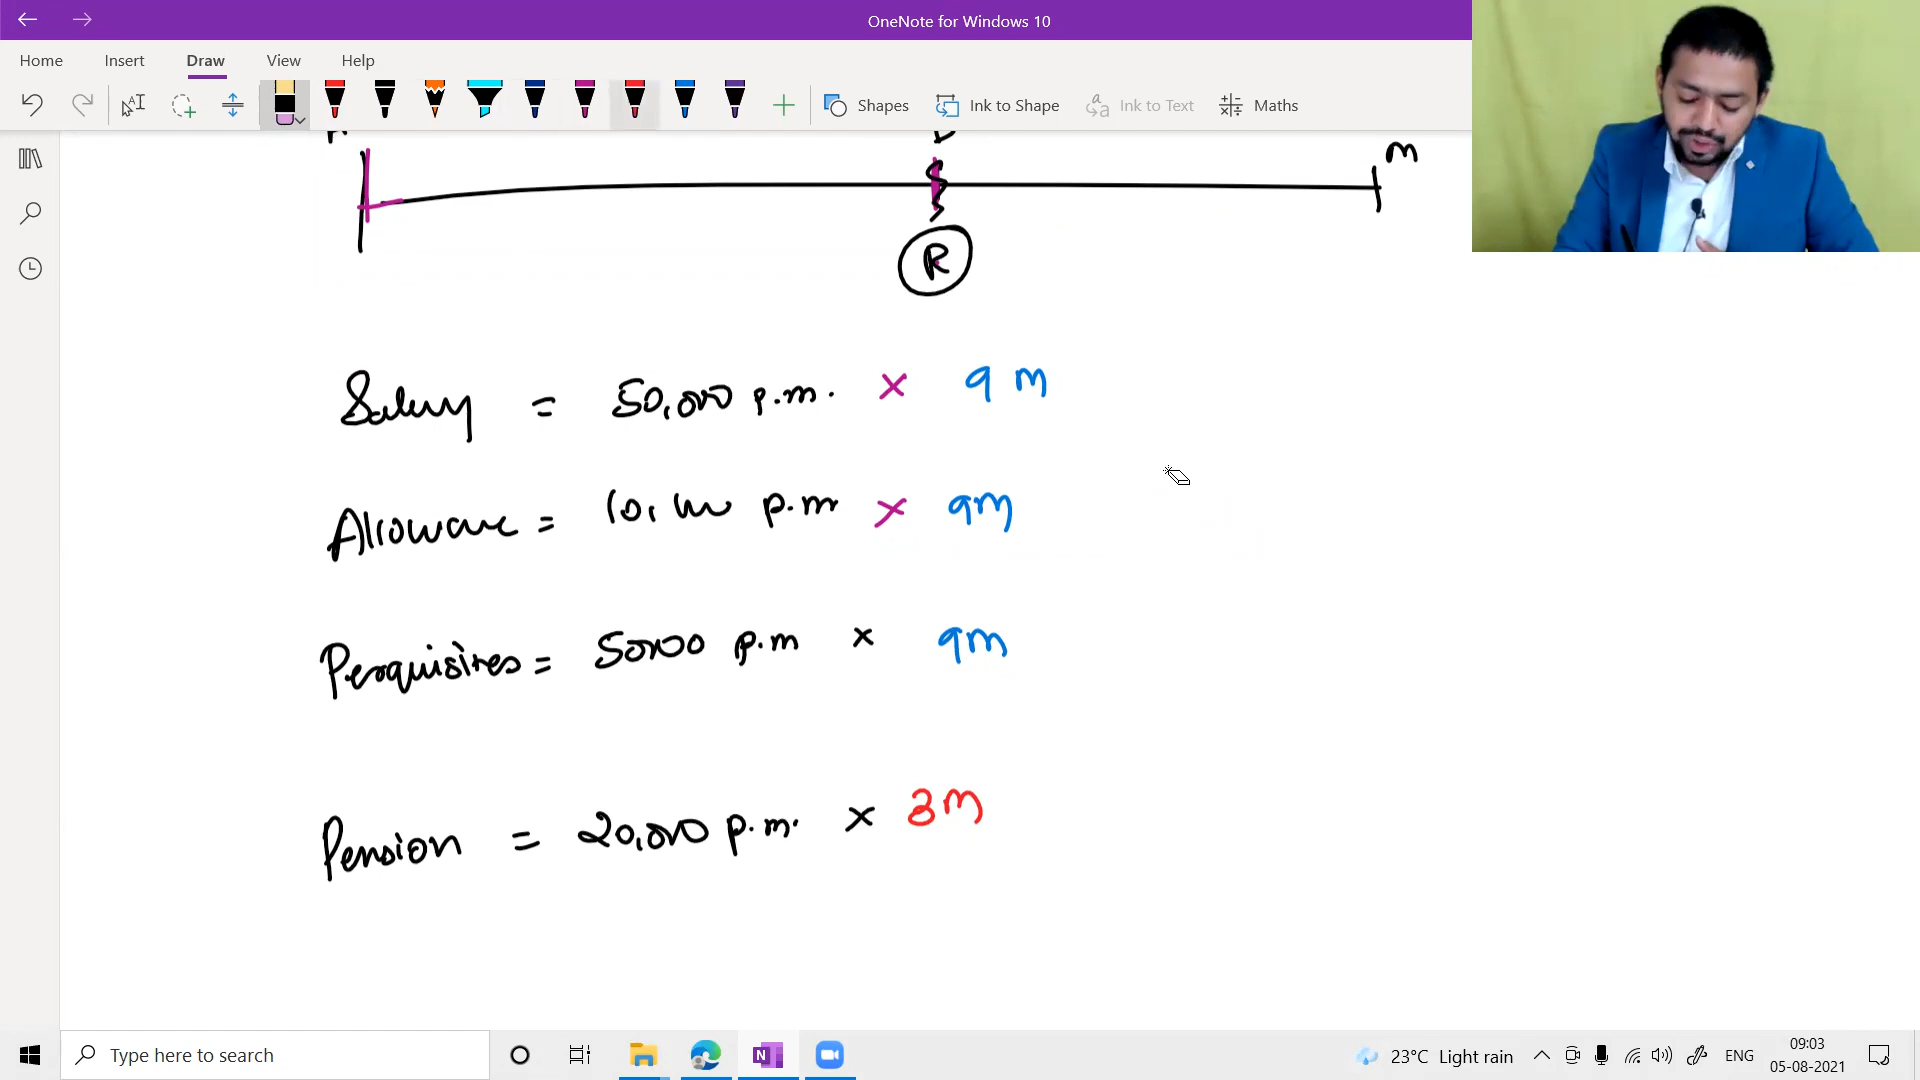 OneNote for Windows 10
Home Insert Draw View Help
Shapes Ink to Shape Ink to Text Maths
m
R
Salary = 50,000 p.m. × 9 m
Allowance = 10,000 p.m × 9m
Perquisites = 5000 p.m × 9m
Pension = 20,000 p.m. × 3m
Type here to search
N
23°C Light rain
ENG
09:03
05-08-2021